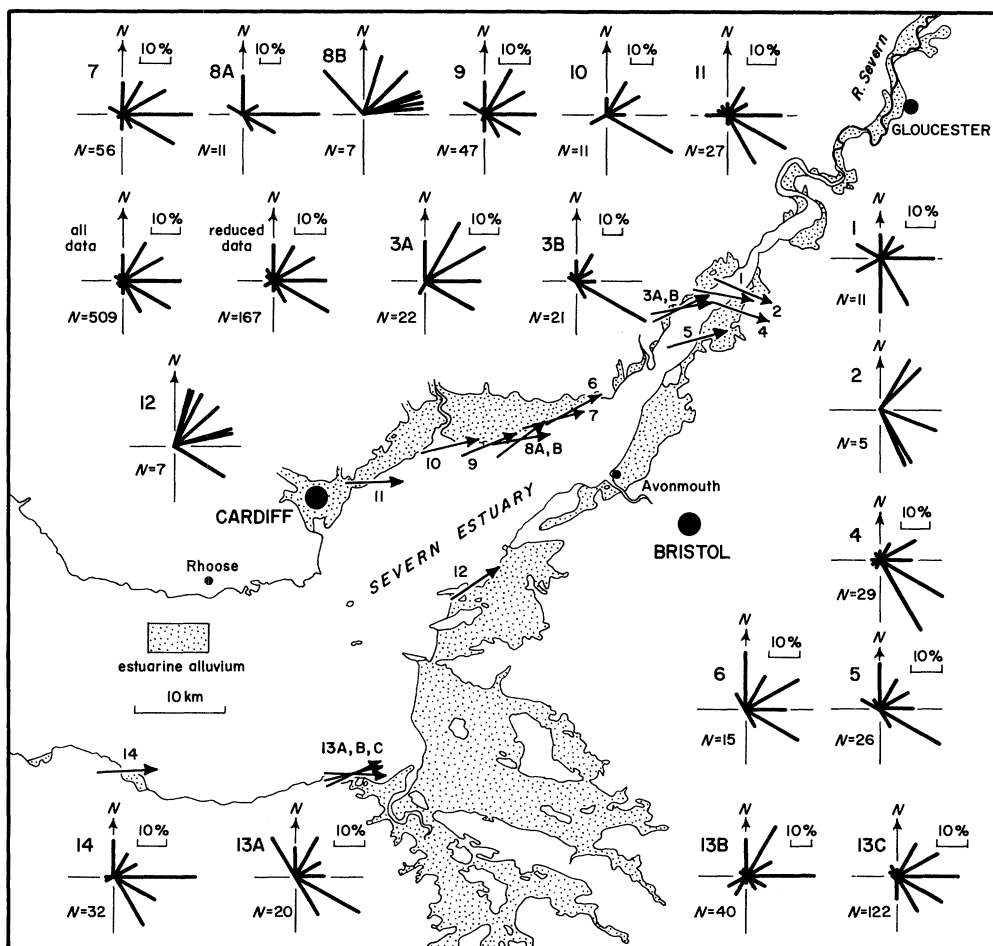 N
10%
7
N=56
N
10%
8A
N=11
N
8B
N=7
N
10%
9
N=47
N
10%
10
N=11
N
10%
11
N=27
R. Severn
GLOUCESTER
N
10%
all
data
N=509
N
10%
reduced
data
N=167
N
10%
3A
N=22
N
10%
3B
N=21
N
10%
1
N=11
1
3A,B
2
4
5
N
12
N=7
N
2
N=5
6
7
8A,B
9
10
11
CARDIFF
Avonmouth
BRISTOL
SEVERN ESTUARY
Rhoose
12
N
10%
4
N=29
estuarine alluvium
10km
N
10%
6
N=15
N
10%
5
N=26
14
13A,B,C
N
10%
14
N=32
N
10%
13A
N=20
N
10%
13B
N=40
N
10%
13C
N=122